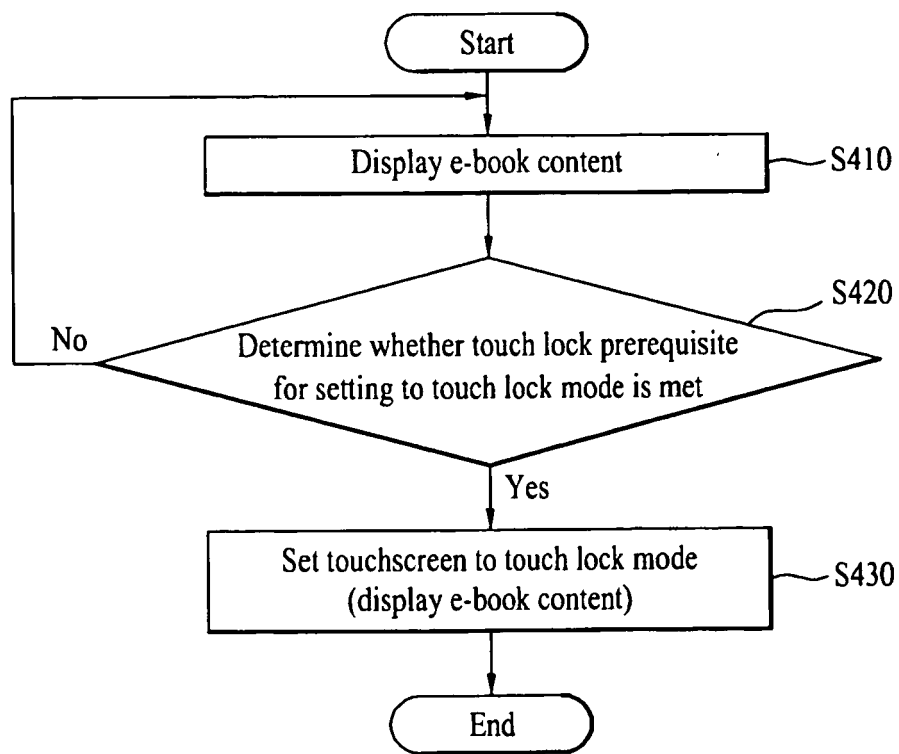 Start
Display e-book content
S410
S420
No
Determine whether touch lock prerequisite
for setting to touch lock mode is met
Yes
Set touchscreen to touch lock mode
(display e-book content)
S430
End